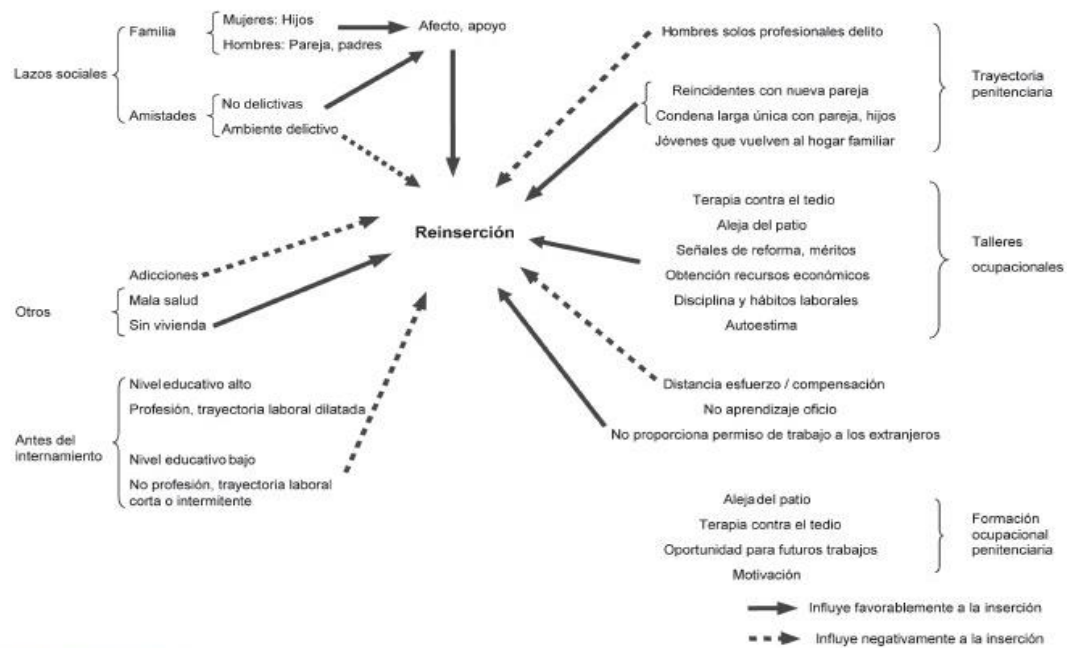 Lazos sociales
Familia
Mujeres: Hijos
Hombres: Pareja, padres
Afecto, apoyo
Amistades
No delictivas
Ambiente delictivo
Hombres solos profesionales delito
Reincidentes con nueva pareja
Condena larga única con pareja, hijos
Jóvenes que vuelven al hogar familiar
Trayectoria
penitenciaria
Reinserción
Terapia contra el tedio
Aleja del patio
Señales de reforma, méritos
Obtención recursos económicos
Disciplina y hábitos laborales
Autoestima
Talleres
ocupacionales
Otros
Adicciones
Mala salud
Sin vivienda
Distancia esfuerzo / compensación
No aprendizaje oficio
No proporciona permiso de trabajo a los extranjeros
Antes del
internamiento
Nivel educativo alto
Profesión, trayectoria laboral dilatada
Nivel educativo bajo
No profesión, trayectoria laboral
corta o intermitente
Aleja del patio
Terapia contra el tedio
Oportunidad para futuros trabajos
Motivación
Formación
ocupacional
penitenciaria
Influye favorablemente a la inserción
Influye negativamente a la inserción